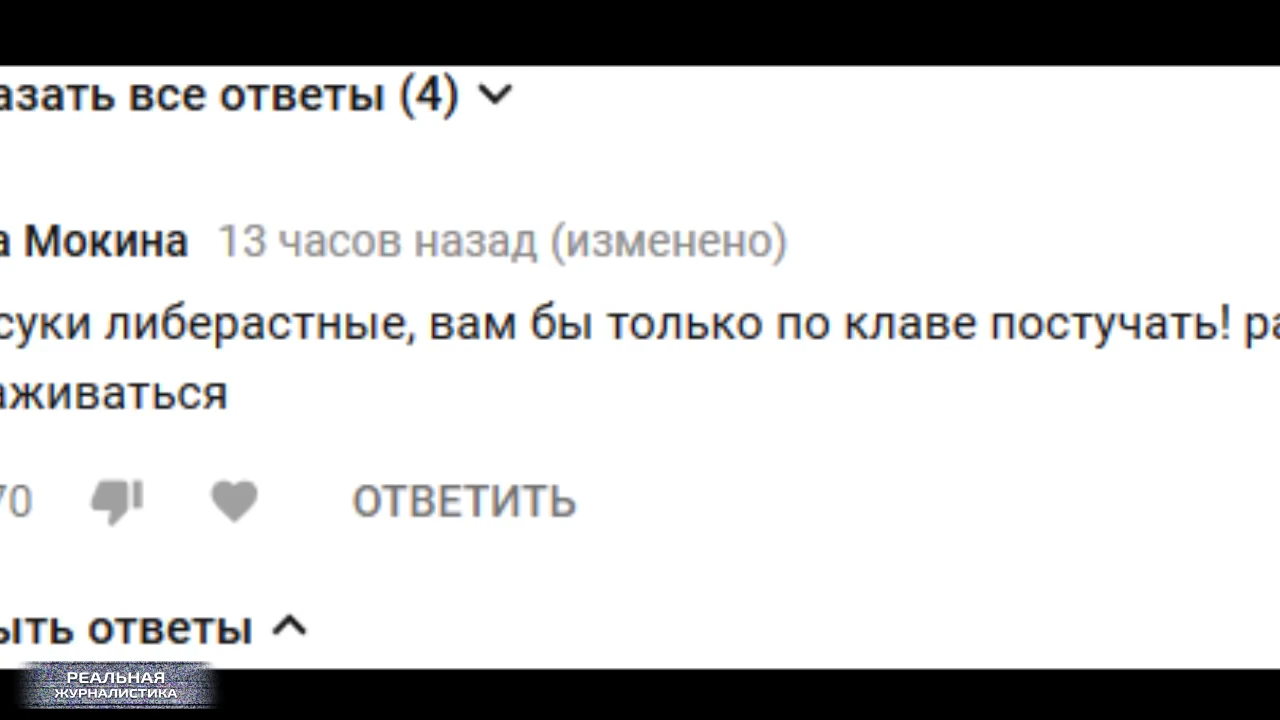 азать все ответы (4)
а Мокина 13 часов назад (изменено)
суки либерастные, вам бы только по клаве постучать! ра
аживаться
70 ОТВЕТИТЬ
ыть ответы
РЕАЛЬНАЯ
ЖУРНАЛИСТИКА